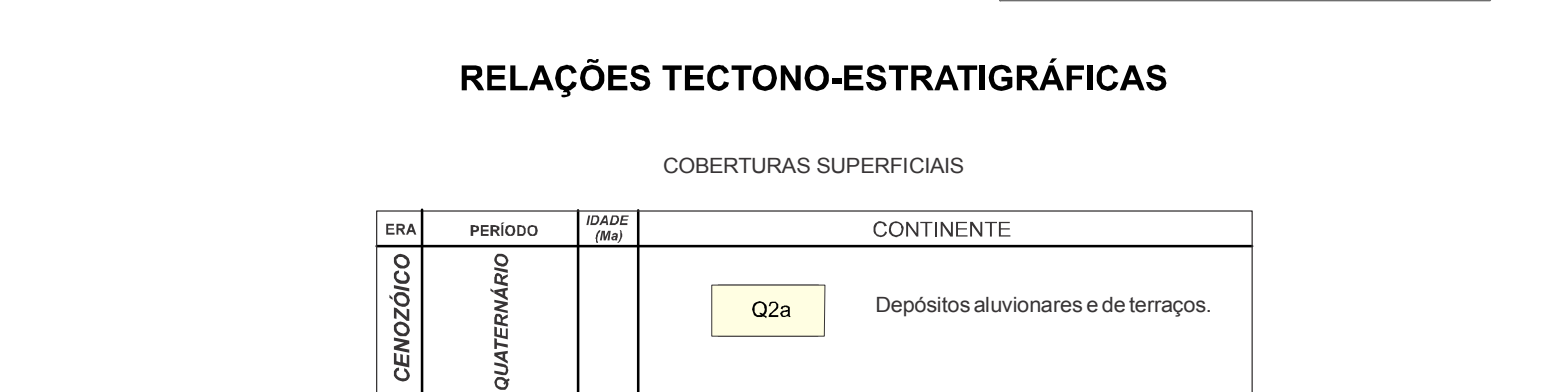 RELAÇÕES TECTONO-ESTRATIGRÁFICAS
COBERTURAS SUPERFICIAIS
ERA
PERÍODO
IDADE
(Ma)
CONTINENTE
CENOZÓICO
QUATERNÁRIO
Q2a
Depósitos aluvionares e de terraços.